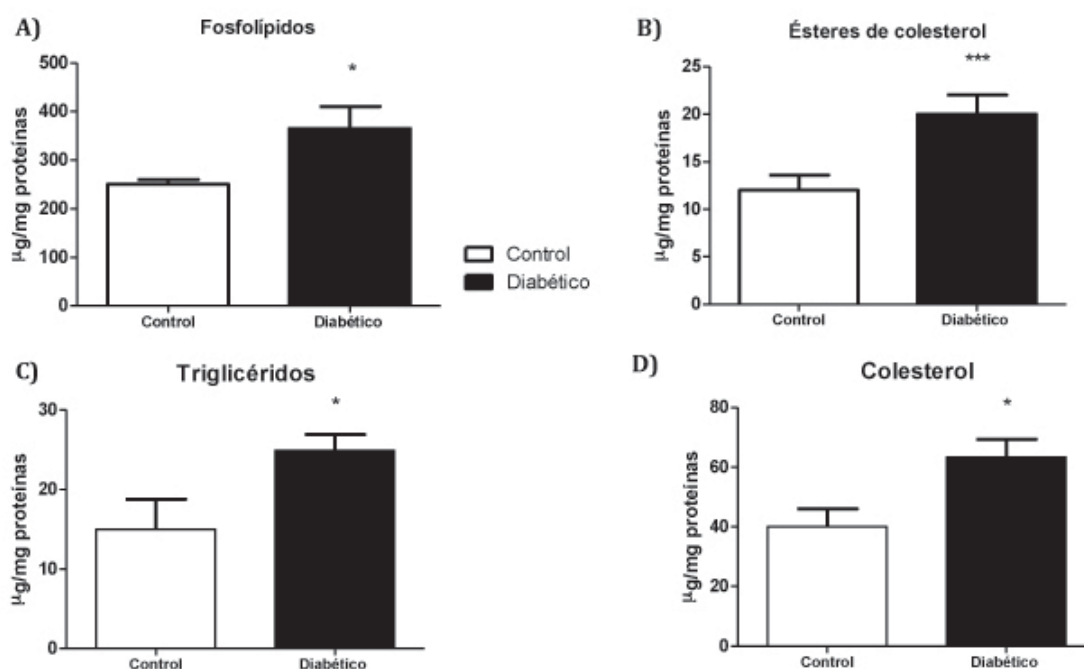 A)
Fosfolípidos
*
500
400
300
200
100
0
µg/mg proteínas
Control
Diabético
Control
Diabético
B)
Ésteres de colesterol
***
25
20
15
10
5
0
µg/mg proteínas
Control
Diabético
C)
Triglicéridos
*
30
20
10
0
µg/mg proteínas
Control
Diabético
D)
Colesterol
*
80
60
40
20
0
µg/mg proteínas
Control
Diabético